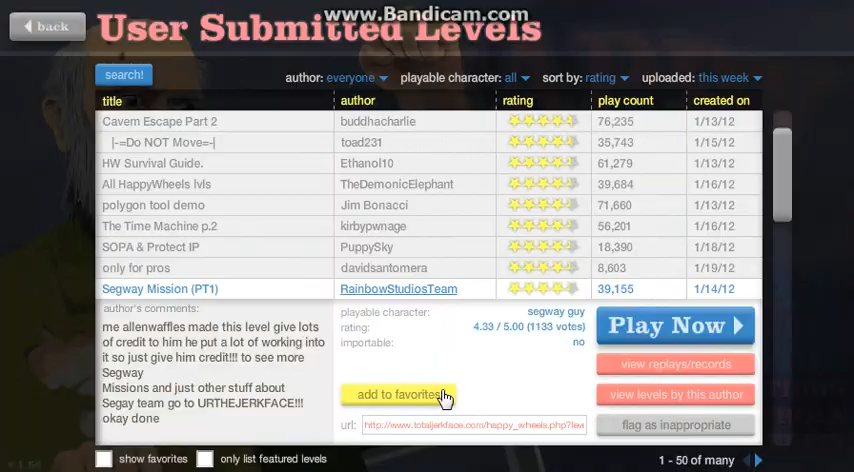 www.Bandicam.com
back
User Submitted Levels
search!
author: everyone playable character: all sort by: rating uploaded: this week
title author rating play count created on
Cavern Escape Part 2 buddhacharlie 76,235 1/13/12
|-=Do NOT Move=-| toad231 35,743 1/15/12
HW Survival Guide. Ethanol10 61,279 1/13/12
All HappyWheels lvls TheDemonicElephant 39,684 1/16/12
polygon tool demo Jim Bonacci 71,660 1/13/12
The Time Machine p.2 kirbypwnage 56,201 1/16/12
SOPA & Protect IP PuppySky 18,390 1/18/12
only for pros davidsantomera 8,603 1/19/12
Segway Mission (PT1) RainbowStudiosTeam 39,155 1/14/12
author's comments:
me allenwaffles made this level give lots
of credit to him he put a lot of working into
it so just give him credit!!! to see more
Segway
Missions and just other stuff about
Segay team go to URTHEJERKFACE!!!
okay done
playable character: segway guy
rating: 4.33 / 5.00 (1133 votes)
importable: no
add to favorites
url: http://www.totaljerkface.com/happy_wheels.php?lev
Play Now
view replays/records
view levels by this author
flag as inappropriate
show favorites only list featured levels 1 - 50 of many